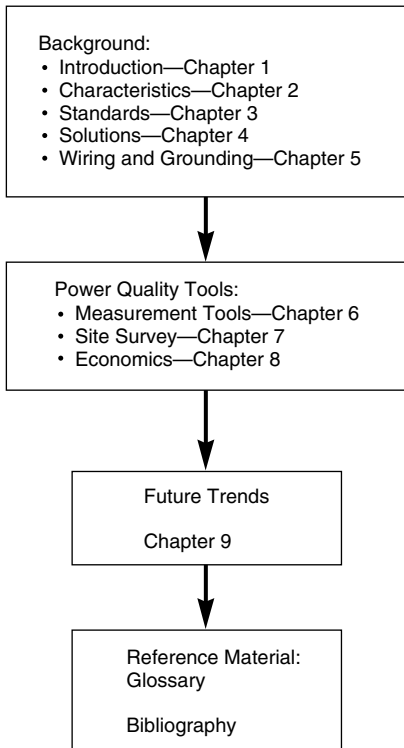 Background:
• Introduction—Chapter 1
• Characteristics—Chapter 2
• Standards—Chapter 3
• Solutions—Chapter 4
• Wiring and Grounding—Chapter 5
Power Quality Tools:
• Measurement Tools—Chapter 6
• Site Survey—Chapter 7
• Economics—Chapter 8
Future Trends
Chapter 9
Reference Material:
Glossary
Bibliography